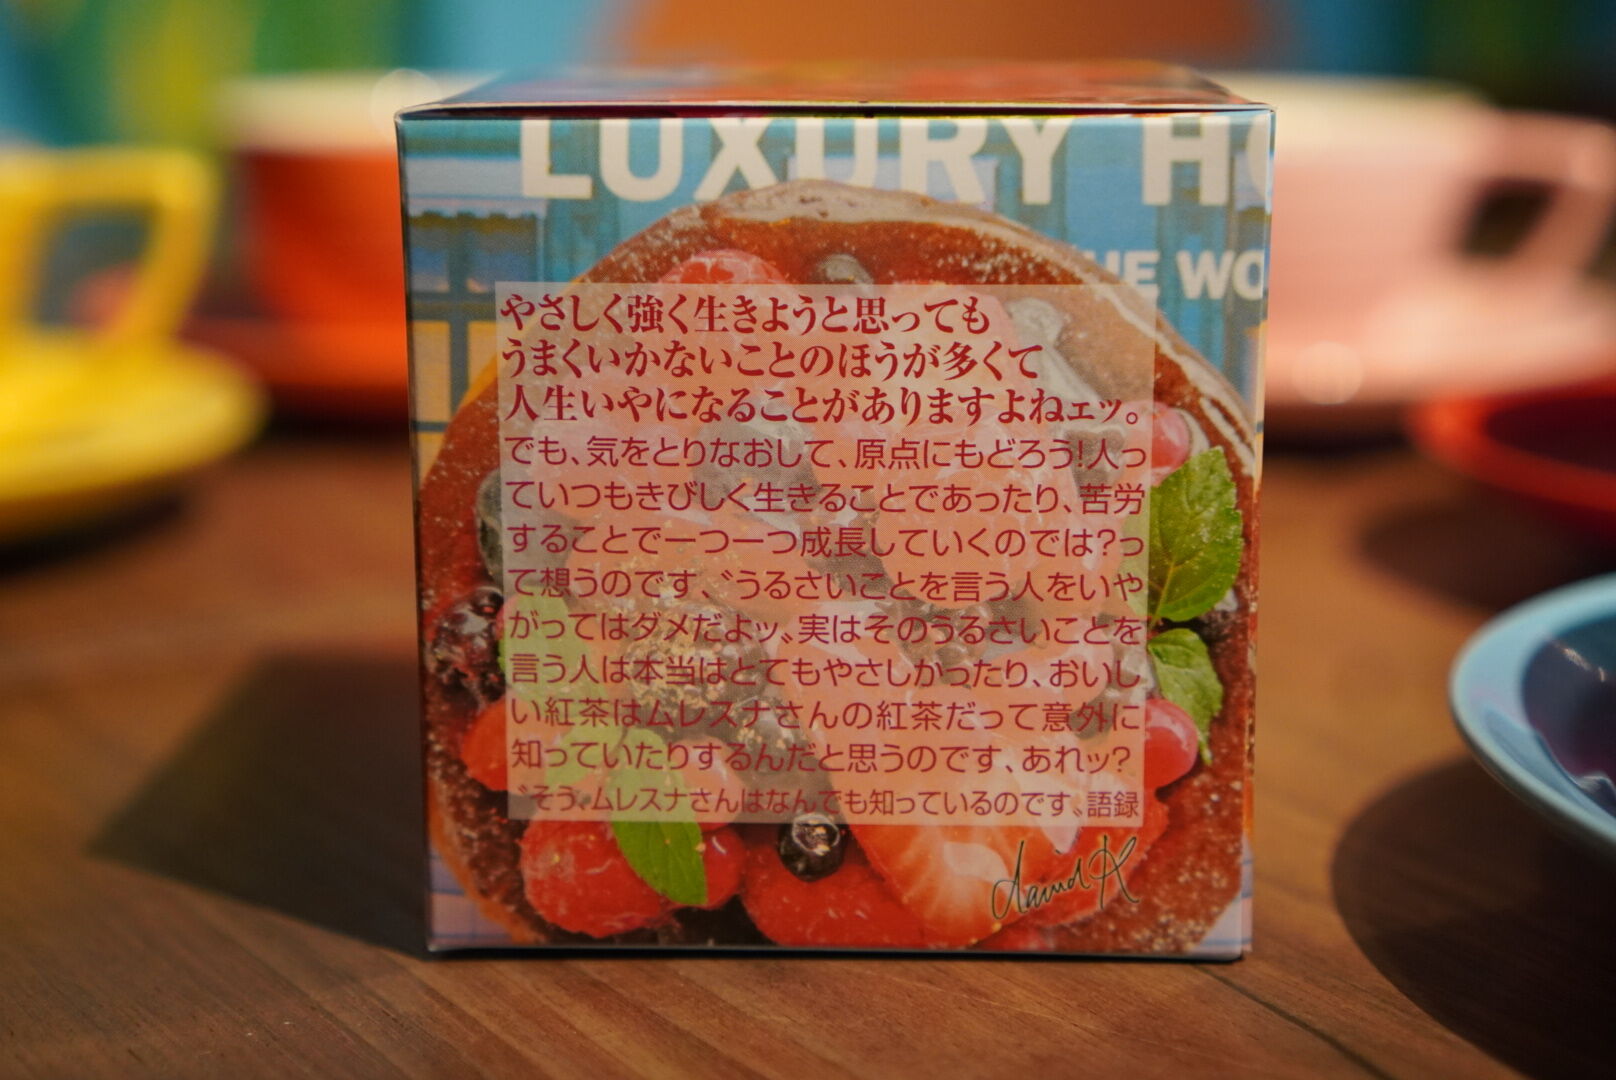 LUXURY HO
HE WO
やさしく強く生きようと思っても
うまくいかないことのほうが多くて
人生いやになることがありますよねェッ。
でも、気をとりなおして、原点にもどろう!人っ
ていつもきびしく生きることであったり、苦労
することで一つ一つ成長していくのでは?っ
て想うのです、〝うるさいことを言う人をいや
がってはダメだよッ〟実はそのうるさいことを
言う人は本当はとてもやさしかったり、おいし
い紅茶はムレスナさんの紅茶だって意外に
知っていたりするんだと思うのです、あれッ?
〝そう、ムレスナさんはなんでも知っているのです〟語録
david K